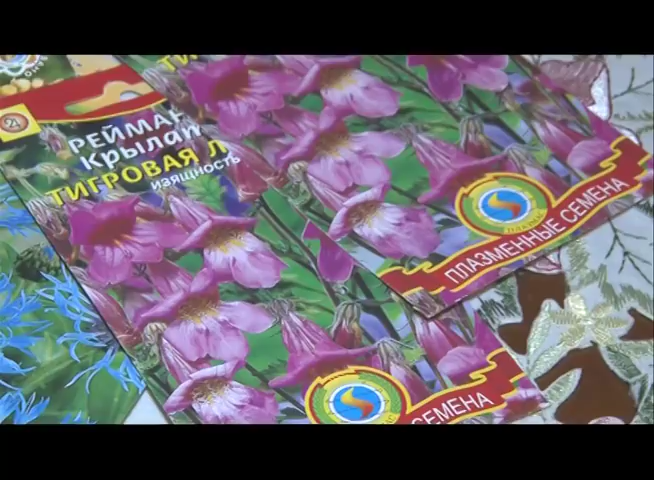 РЕЙМАН
Крылат
ТИГРОВАЯ Л
ИЗЯЩНОСТЬ
ПЛАЗМЕННЫЕ СЕМЕНА
СЕМЕНА